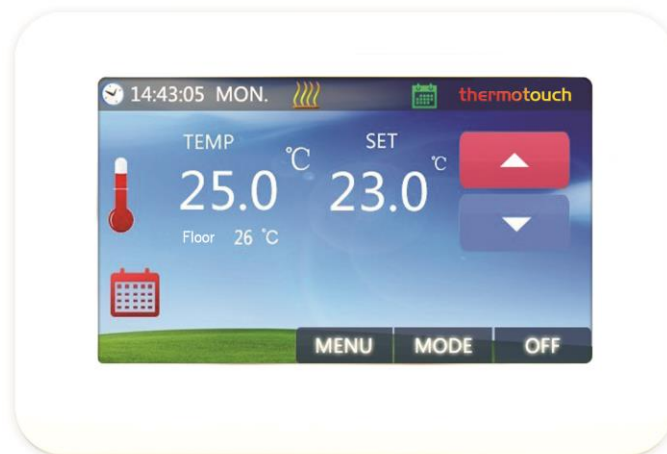 14:43:05 MON. thermotouch
TEMP SET
25.0 °C 23.0 °C
Floor 26 °C
MENU MODE OFF